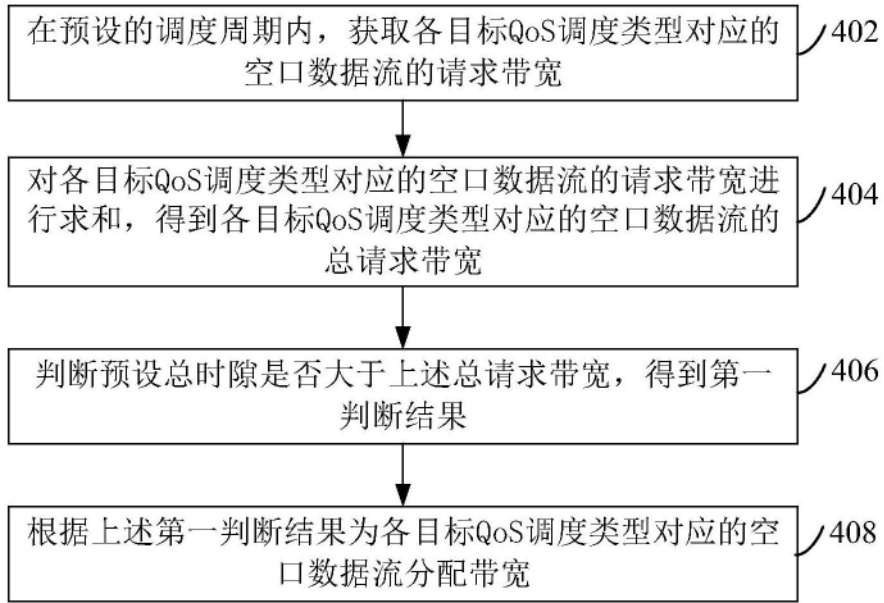 在预设的调度周期内，获取各目标QoS调度类型对应的
空口数据流的请求带宽
402
对各目标QoS调度类型对应的空口数据流的请求带宽进
行求和，得到各目标QoS调度类型对应的空口数据流的
总请求带宽
404
判断预设总时隙是否大于上述总请求带宽，得到第一
判断结果
406
根据上述第一判断结果为各目标QoS调度类型对应的空
口数据流分配带宽
408